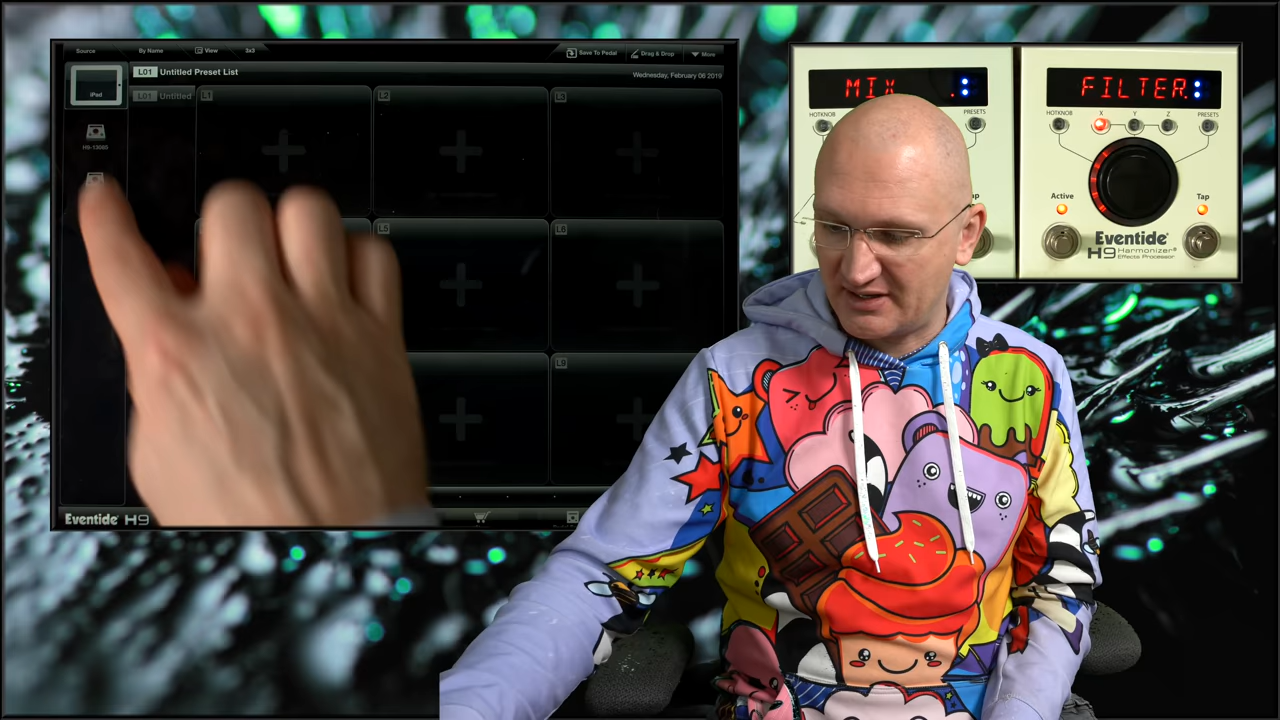 Source By Name View 3x3 Save To Pedal Drag & Drop More
L01 Untitled Preset List
Wednesday, February 06 2019
iPad
L01 Untitled
L1 L2 L3
H9-13085
L5 L6
L9
Eventide H9
MIX
HOTKNOB PRESETS
FILTER
HOTKNOB X Y Z PRESETS
Active Tap
Eventide®
H9 Harmonizer®
Effects Processor